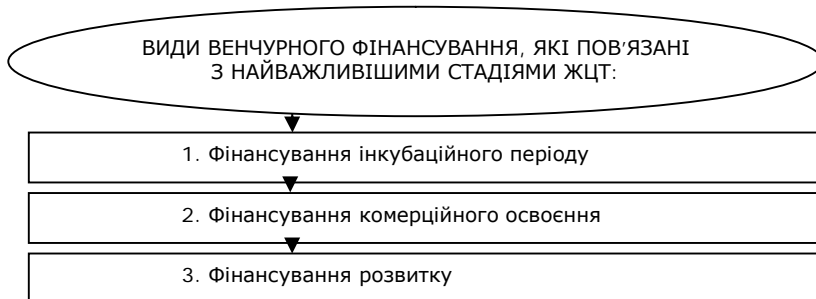 ВИДИ ВЕНЧУРНОГО ФІНАНСУВАННЯ, ЯКІ ПОВ'ЯЗАНІ
З НАЙВАЖЛИВІШИМИ СТАДІЯМИ ЖЦТ:
1. Фінансування інкубаційного періоду
2. Фінансування комерційного освоєння
3. Фінансування розвитку